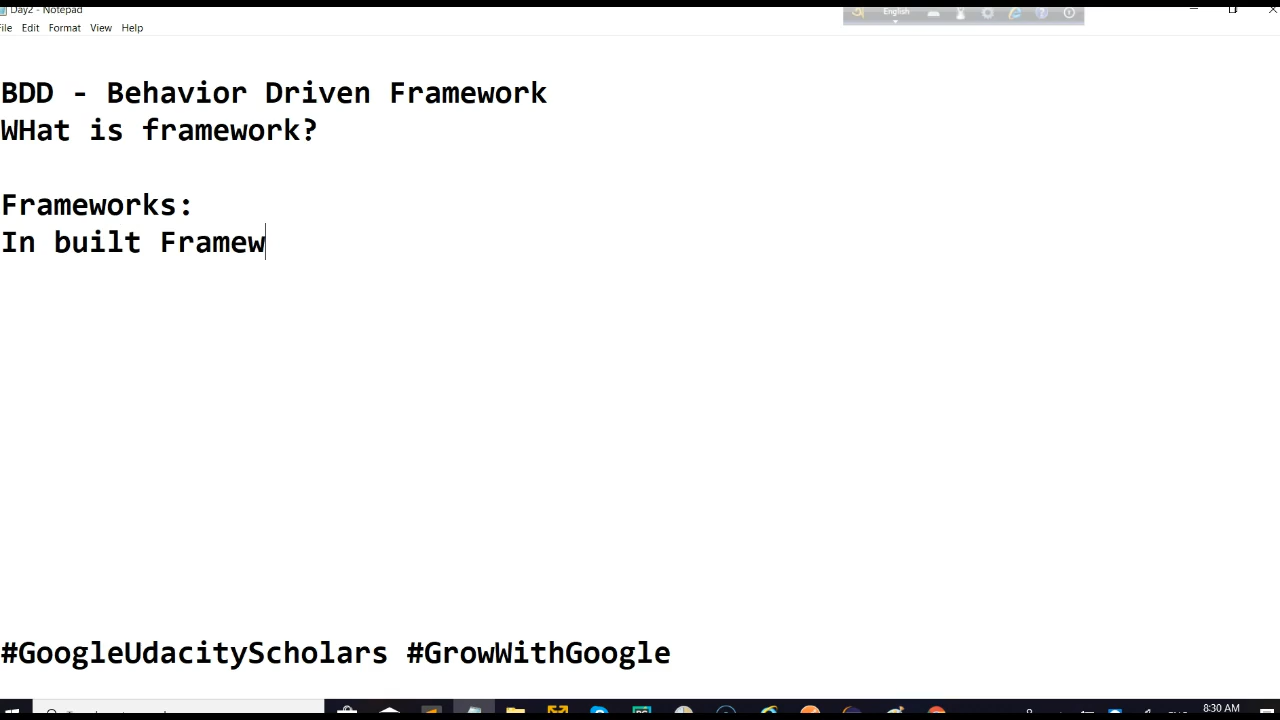 Day2 - Notepad
File Edit Format View Help
English
BDD - Behavior Driven Framework
WHat is framework?
Frameworks:
In built Framew
#GoogleUdacityScholars #GrowWithGoogle
8:30 AM